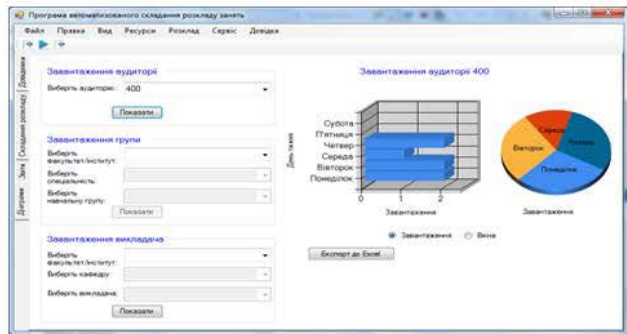 Програма автоматизованого складання розкладу занять
Файл Правка Вид Ресурси Розклад Сервіс Довідка
Довідники
Складання розкладу
Звіти
Діаграми
Завантаження аудиторії
Виберіть аудиторію: 400
Показати
Завантаження групи
Виберіть факультет/інститут:
Виберіть спеціальність:
Виберіть навчальну групу:
Показати
Завантаження викладача
Виберіть факультет/інститут:
Виберіть кафедру:
Виберіть викладача:
Показати
Завантаження аудиторії 400
День тижня
Субота
П'ятниця
Четвер
Середа
Вівторок
Понеділок
0 1 2
Завантаження
Середа
Четвер
Вівторок
Понеділок
Завантаження
Завантаження Вікна
Експорт до Excel